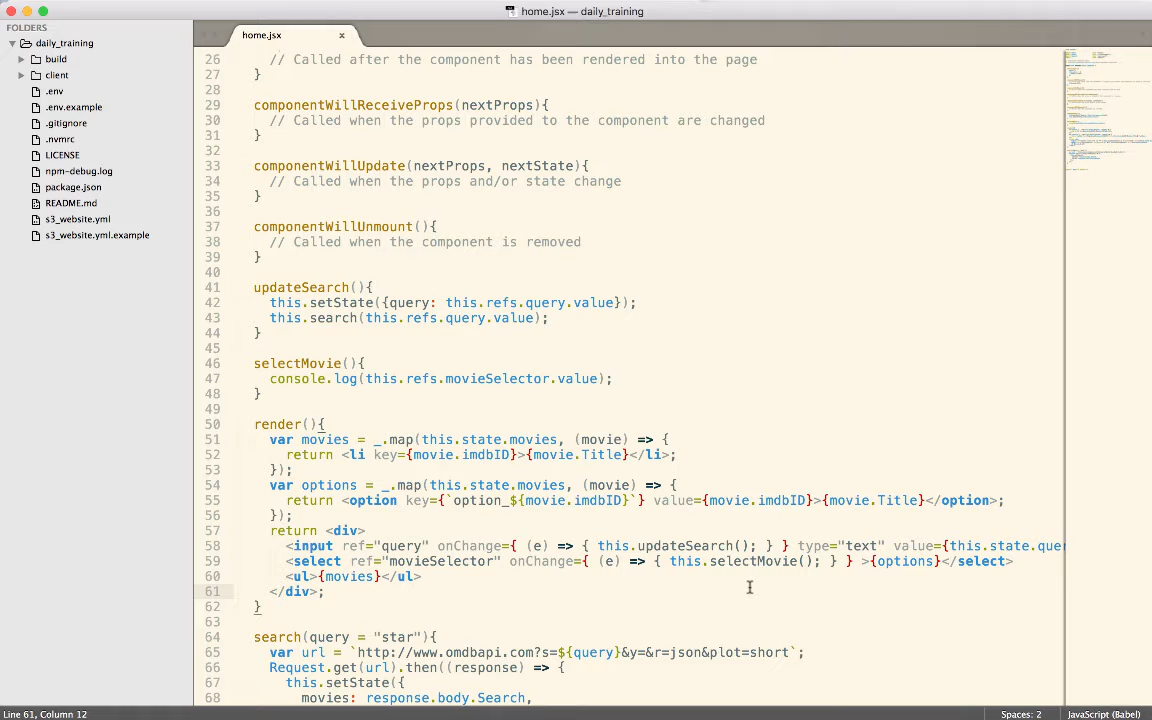 home.jsx — daily_training
FOLDERS
daily_training
build
client
.env
.env.example
.gitignore
.nvmrc
LICENSE
npm-debug.log
package.json
README.md
s3_website.yml
s3_website.yml.example
home.jsx ×
26 // Called after the component has been rendered into the page
27 }
28
29 componentWillReceiveProps(nextProps){
30 // Called when the props provided to the component are changed
31 }
32
33 componentWillUpdate(nextProps, nextState){
34 // Called when the props and/or state change
35 }
36
37 componentWillUnmount(){
38 // Called when the component is removed
39 }
40
41 updateSearch(){
42 this.setState({query: this.refs.query.value});
43 this.search(this.refs.query.value);
44 }
45
46 selectMovie(){
47 console.log(this.refs.movieSelector.value);
48 }
49
50 render(){
51 var movies = _.map(this.state.movies, (movie) => {
52 return <li key={movie.imdbID}>{movie.Title}</li>;
53 });
54 var options = _.map(this.state.movies, (movie) => {
55 return <option key={`option_${movie.imdbID}`} value={movie.imdbID}>{movie.Title}</option>;
56 });
57 return <div>
58 <input ref="query" onChange={ (e) => { this.updateSearch(); } } type="text" value={this.state.quer
59 <select ref="movieSelector" onChange={ (e) => { this.selectMovie(); } } >{options}</select>
60 <ul>{movies}</ul>
61 </div>;
62 }
63
64 search(query = "star"){
65 var url = `http://www.omdbapi.com?s=${query}&y=&r=json&plot=short`;
66 Request.get(url).then((response) => {
67 this.setState({
68 movies: response.body.Search,
Line 61, Column 12
Spaces: 2
JavaScript (Babel)